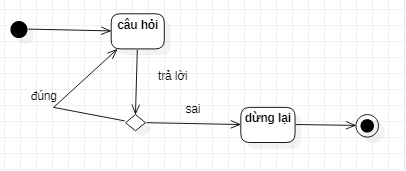 câu hỏi
trả lời
đúng
sai
dừng lại